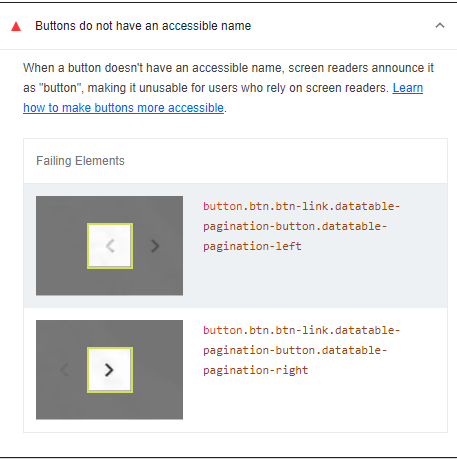 Buttons do not have an accessible name
When a button doesn't have an accessible name, screen readers announce it
as "button", making it unusable for users who rely on screen readers. Learn
how to make buttons more accessible.
Failing Elements
button.btn.btn-link.datatable-
pagination-button.datatable-
pagination-left
button.btn.btn-link.datatable-
pagination-button.datatable-
pagination-right